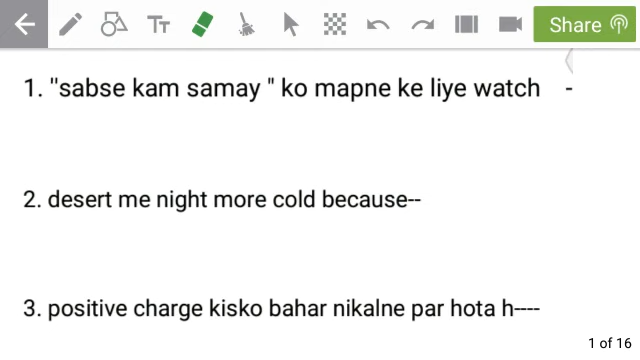 Share
1. "sabse kam samay " ko mapne ke liye watch -
2. desert me night more cold because--
3. positive charge kisko bahar nikalne par hota h----
1 of 16